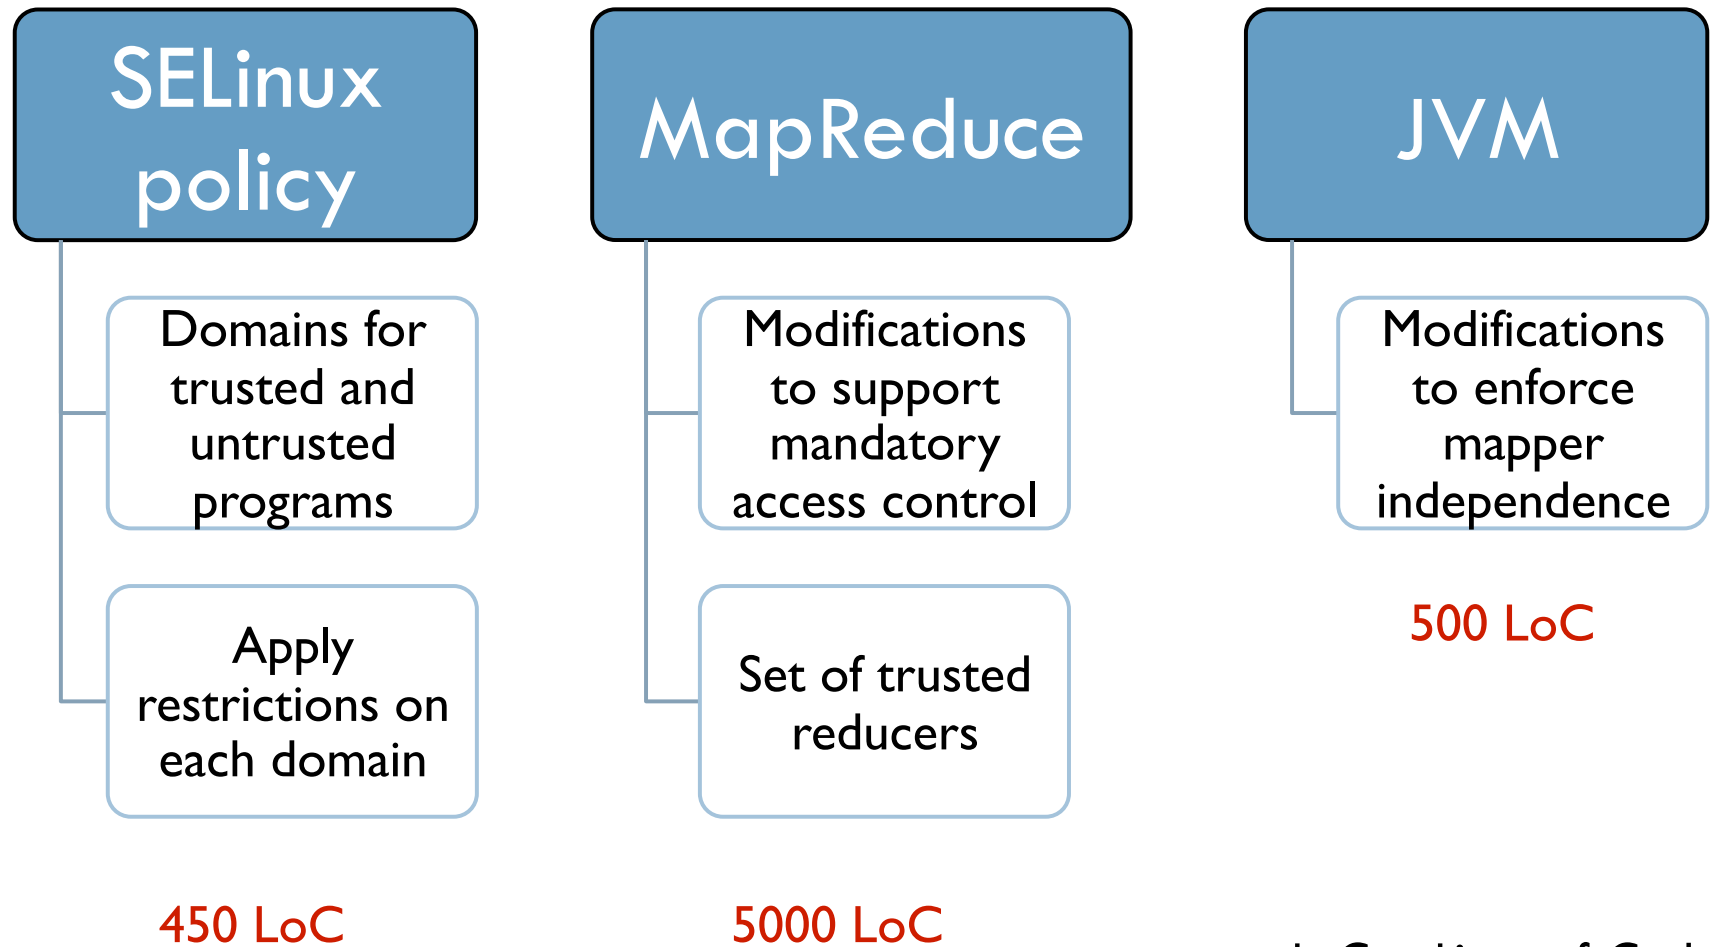 SELinux
policy
Domains for
trusted and
untrusted
programs
Apply
restrictions on
each domain
450 LoC
MapReduce
Modifications
to support
mandatory
access control
Set of trusted
reducers
5000 LoC
JVM
Modifications
to enforce
mapper
independence
500 LoC